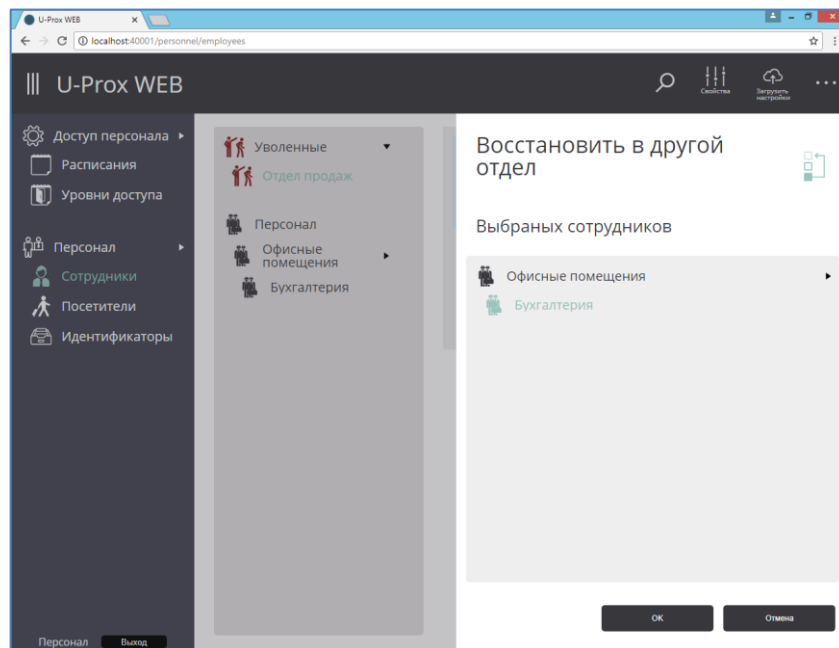 U-Prox WEB
localhost:40001/personnel/employees
U-Prox WEB
Свойства
Загрузить
настройки
Доступ персонала
Расписания
Уровни доступа
Персонал
Сотрудники
Посетители
Идентификаторы
Персонал
Выход
Уволенные
Отдел продаж
Персонал
Офисные
помещения
Бухгалтерия
Восстановить в другой
отдел
Выбраных сотрудников
Офисные помещения
Бухгалтерия
ОК
Отмена